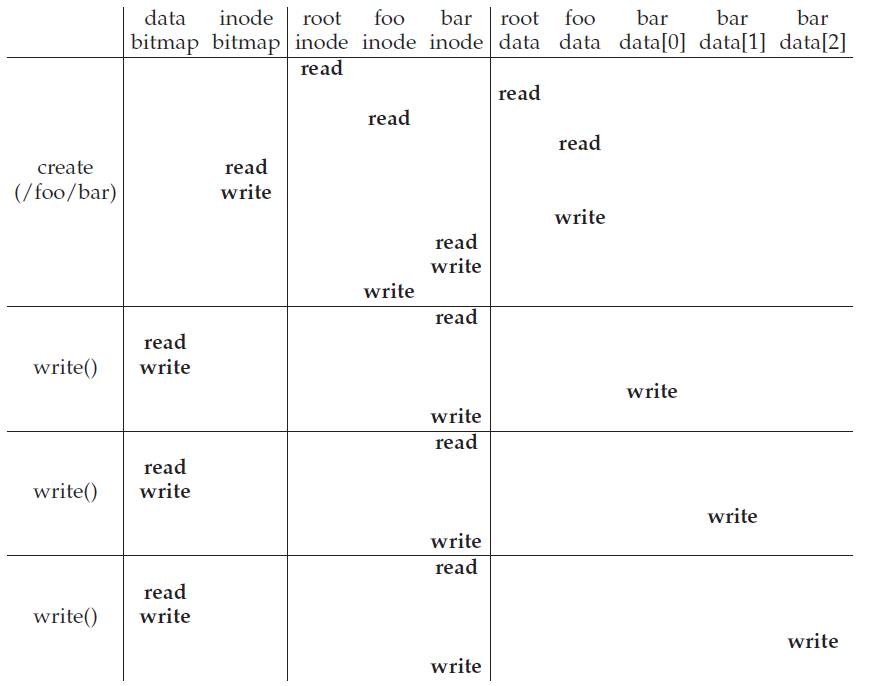 data inode root foo bar root foo bar bar bar
bitmap bitmap inode inode inode data data data[0] data[1] data[2]
read
read
read
read
create read
(/foo/bar) write
write
read
write
write
read
read
write() write
write
write
read
read
write() write
write
write
read
read
write() write
write
write